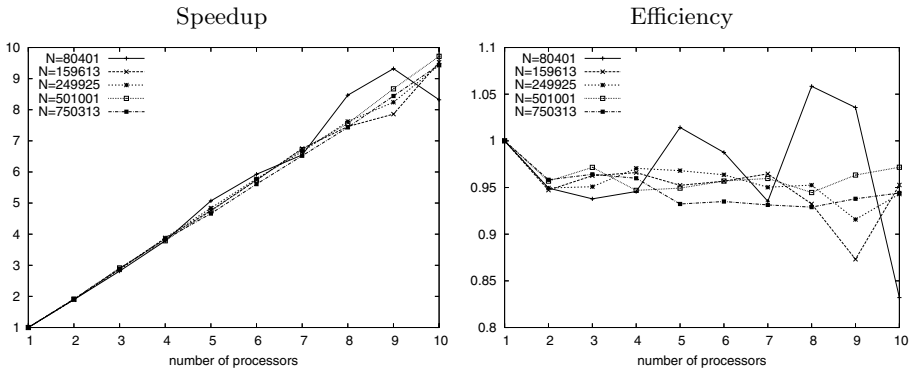 Speedup
10
9
8
7
6
5
4
3
2
1
N=80401
N=159613
N=249925
N=501001
N=750313
1 2 3 4 5 6 7 8 9 10
number of processors
Efficiency
1.1
1.05
1
0.95
0.9
0.85
0.8
N=80401
N=159613
N=249925
N=501001
N=750313
1 2 3 4 5 6 7 8 9 10
number of processors